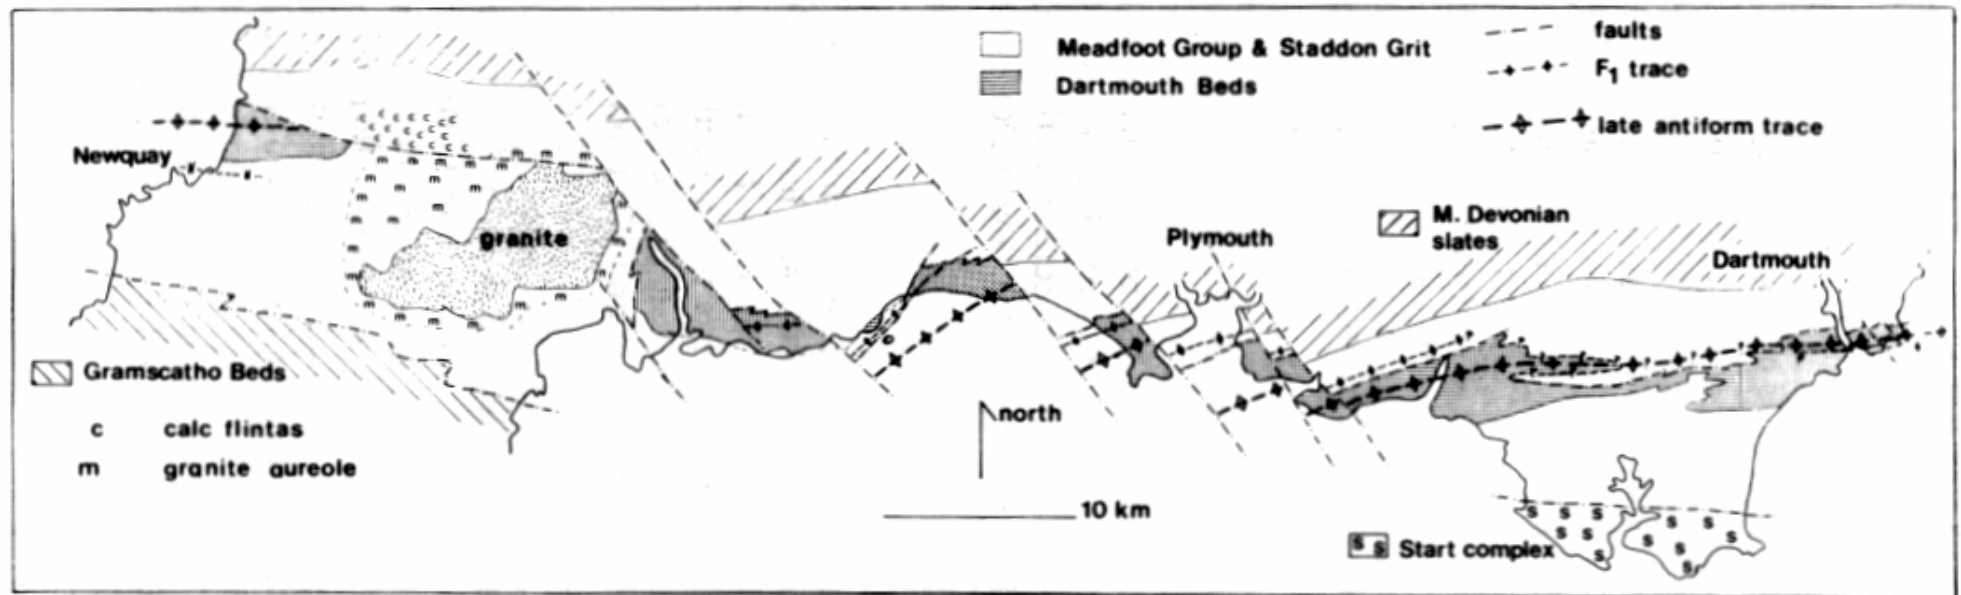 Meadfoot Group & Staddon Grit
Dartmouth Beds
faults
F1 trace
late antiform trace
Newquay
granite
Plymouth
M. Devonian
slates
Dartmouth
Gramscatho Beds
c calc flintas
m granite aureole
north
10 km
S S Start complex